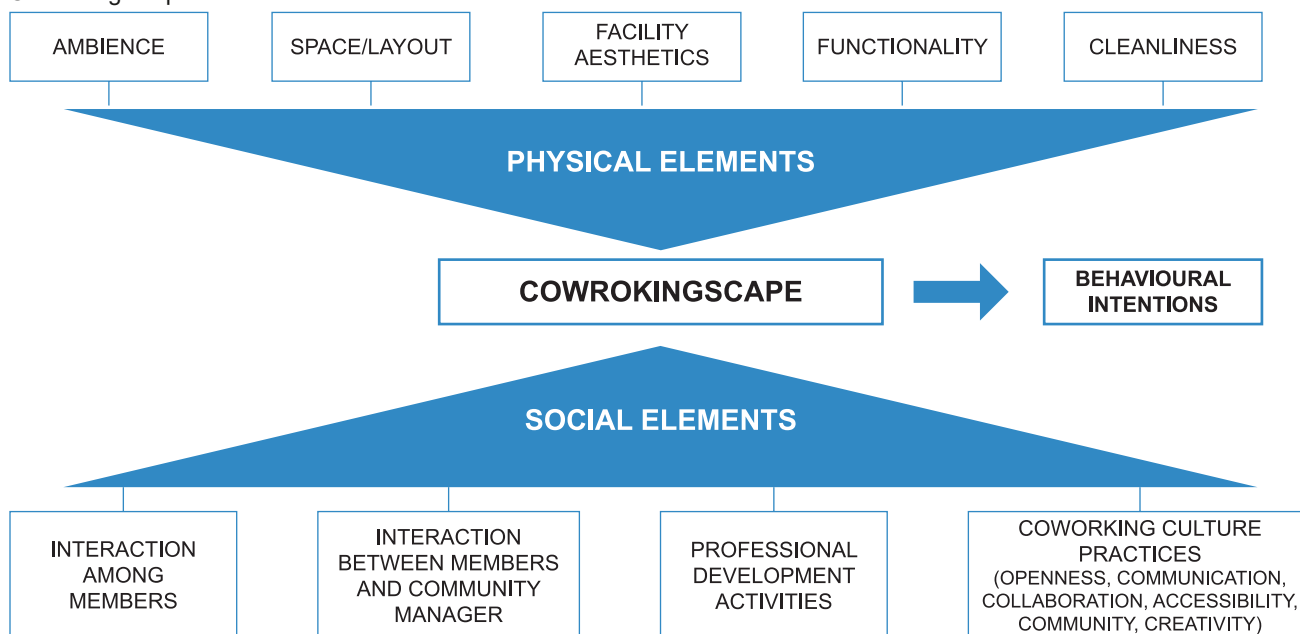 AMBIENCE
SPACE/LAYOUT
FACILITY
AESTHETICS
FUNCTIONALITY
CLEANLINESS
PHYSICAL ELEMENTS
COWROKINGSCAPE
BEHAVIOURAL
INTENTIONS
SOCIAL ELEMENTS
INTERACTION
AMONG
MEMBERS
INTERACTION
BETWEEN MEMBERS
AND COMMUNITY
MANAGER
PROFESSIONAL
DEVELOPMENT
ACTIVITIES
COWORKING CULTURE
PRACTICES
(OPENNESS, COMMUNICATION,
COLLABORATION, ACCESSIBILITY,
COMMUNITY, CREATIVITY)